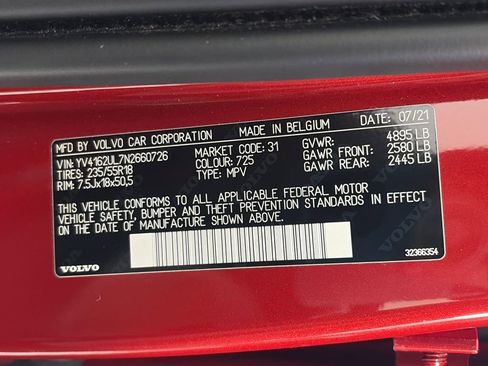 MFD BY VOLVO CAR CORPORATION MADE IN BELGIUM DATE: 07/21
VIN: YV4162UL7N2660726 MARKET CODE: 31 GVWR: 4895 LB
TIRES: 235/55R18 COLOUR: 725 GAWR FRONT: 2580 LB
RIM: 7.5Jx18x50,5 TYPE: MPV GAWR REAR: 2445 LB
THIS VEHICLE CONFORMS TO ALL APPLICABLE FEDERAL MOTOR
VEHICLE SAFETY, BUMPER AND THEFT PREVENTION STANDARDS IN EFFECT
ON THE DATE OF MANUFACTURE SHOWN ABOVE.
VOLVO 32366354